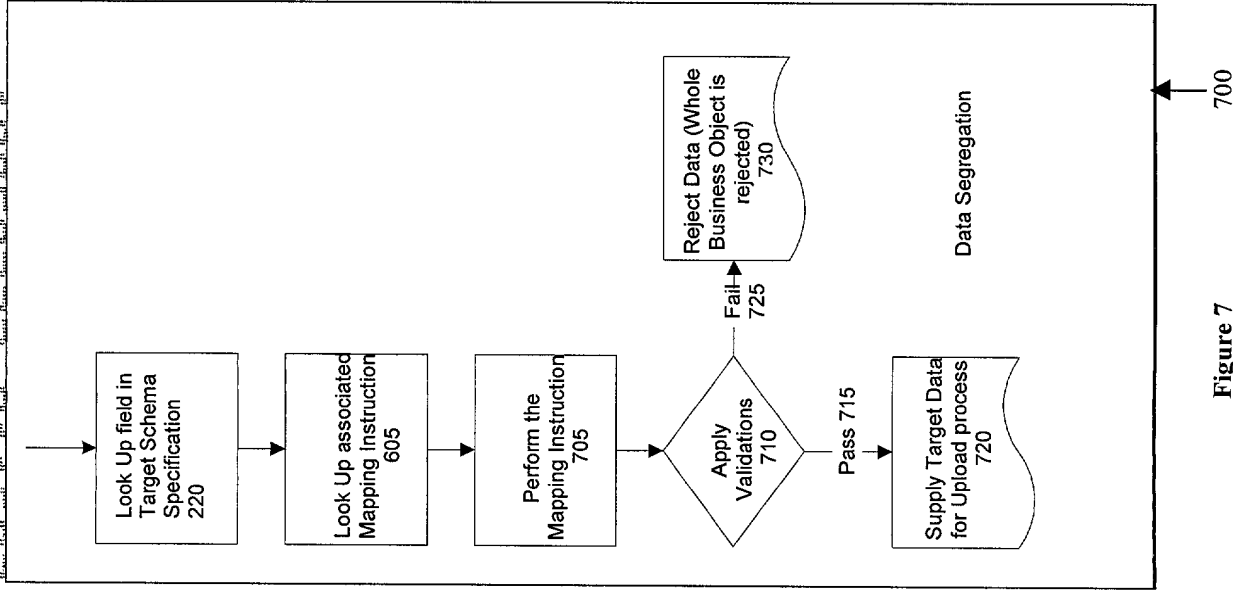 Look Up field in
Target Schema
Specification
220
Look Up associated
Mapping Instruction
605
Perform the
Mapping Instruction
705
Apply
Validations
710
Fail
725
Reject Data (Whole
Business Object is
rejected)
730
Pass 715
Supply Target Data
for Upload process
720
Data Segregation
700
Figure 7